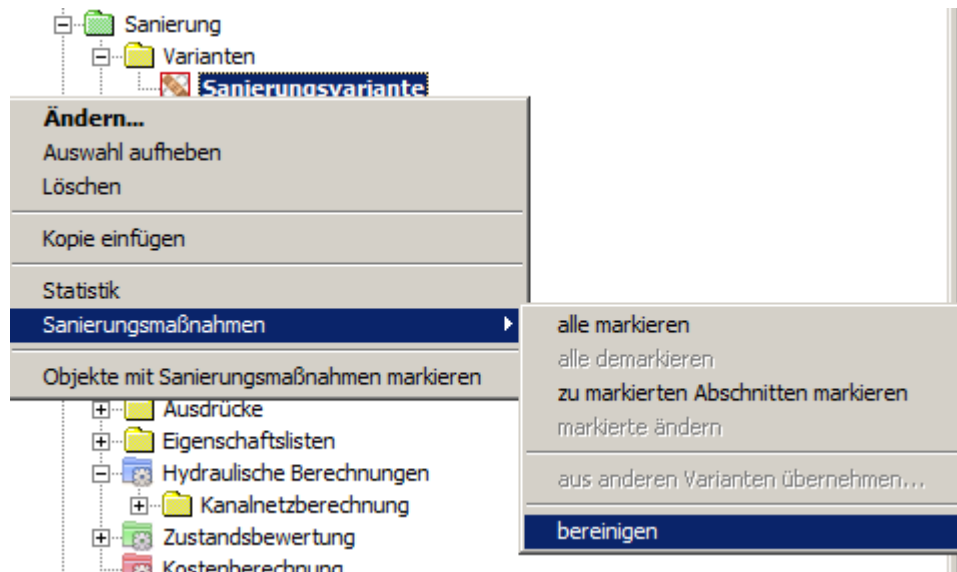 Sanierung
Varianten
Sanierungsvariante
Ändern...
Auswahl aufheben
Löschen
Kopie einfügen
Statistik
Sanierungsmaßnahmen
Objekte mit Sanierungsmaßnahmen markieren
alle markieren
alle demarkieren
zu markierten Abschnitten markieren
markierte ändern
aus anderen Varianten übernehmen...
bereinigen
Ausdrücke
Eigenschaftslisten
Hydraulische Berechnungen
Kanalnetzberechnung
Zustandsbewertung
Kostenberechnung